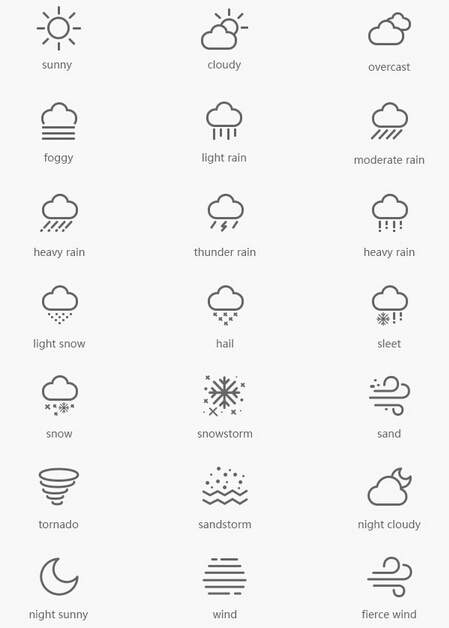 sunny
cloudy
overcast
foggy
light rain
moderate rain
heavy rain
thunder rain
heavy rain
light snow
hail
sleet
snow
snowstorm
sand
tornado
sandstorm
night cloudy
night sunny
wind
fierce wind